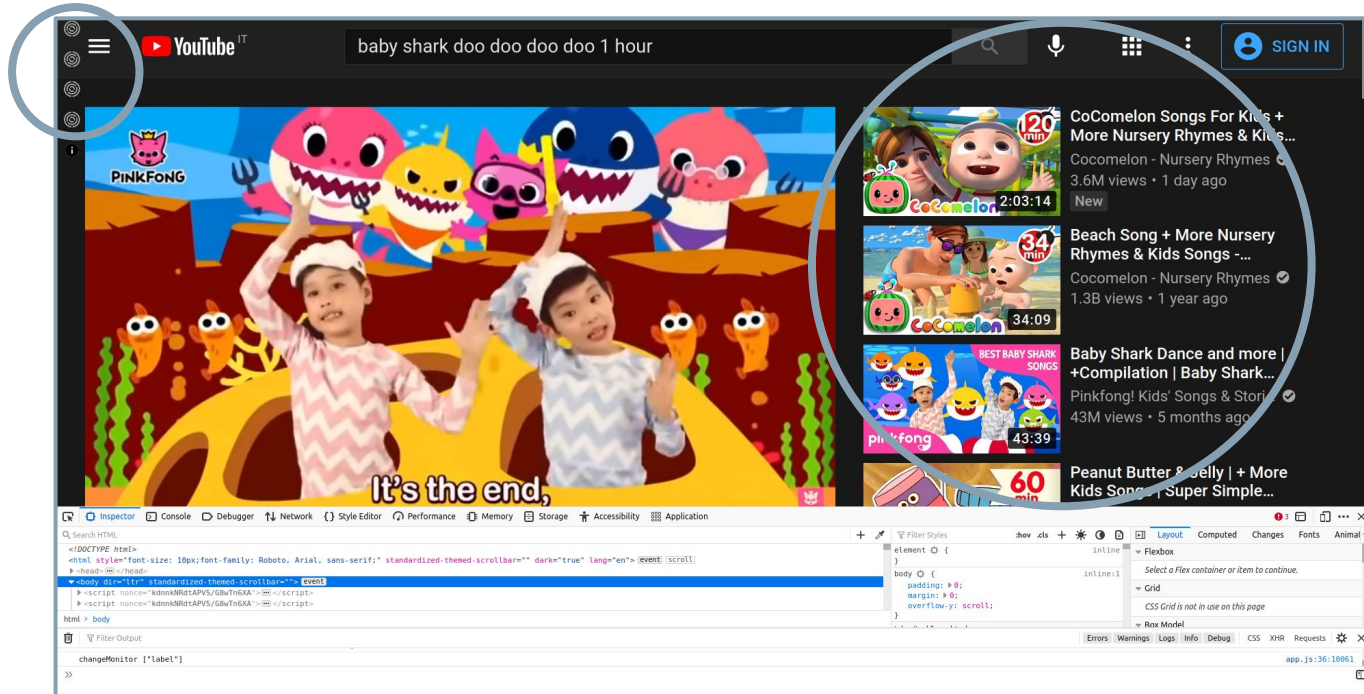 YouTube IT
baby shark doo doo doo doo 1 hour
SIGN IN
PINKFONG
It's the end,
120
min
CoComelon
2:03:14
CoComelon Songs For Kids +
More Nursery Rhymes & Kids...
Cocomelon - Nursery Rhymes
3.6M views • 1 day ago
New
34
min
CoComelon
34:09
Beach Song + More Nursery
Rhymes & Kids Songs -...
Cocomelon - Nursery Rhymes
1.3B views • 1 year ago
BEST BABY SHARK
SONGS
pinkfong
43:39
Baby Shark Dance and more |
+Compilation | Baby Shark...
Pinkfong! Kids' Songs & Stories
43M views • 5 months ago
60
min
Peanut Butter & Jelly | + More
Kids Songs | Super Simple...
Inspector Console Debugger Network {} Style Editor Performance Memory Storage Accessibility Application 3
Search HTML
<!DOCTYPE html>
<html style="font-size: 10px;font-family: Roboto, Arial, sans-serif;" standardized-themed-scrollbar="" dark="true" lang="en"> event scroll
<head> </head>
<body dir="ltr" standardized-themed-scrollbar=""> event
<script nonce="kdnnkNRdtAPV5/G8wTn6XA"> </script>
<script nonce="kdnnkNRdtAPV5/G8wTn6XA"> </script>
html > body
Filter Styles :hov .cls +
element { inline
}
body { inline:1
padding: 0;
margin: 0;
overflow-y: scroll;
}
Layout Computed Changes Fonts Animat
Flexbox
Select a Flex container or item to continue.
Grid
CSS Grid is not in use on this page
Box Model
Filter Output
Errors Warnings Logs Info Debug CSS XHR Requests
changeMonitor ["label"] app.js:36:10061
>>